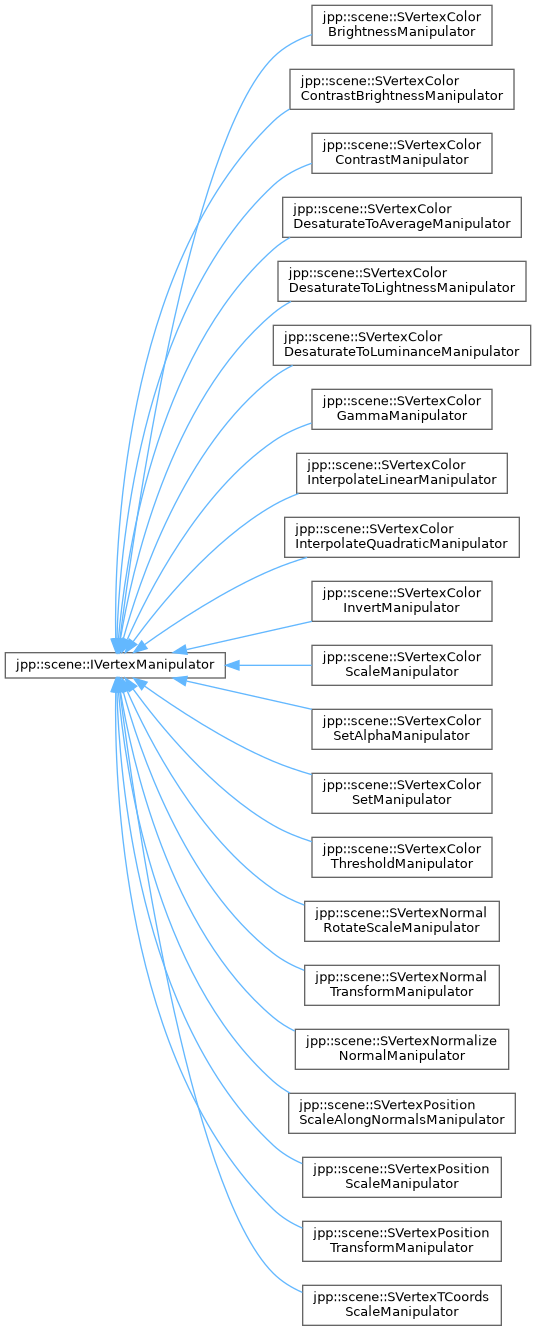 jpp::scene::SVertexColor
BrightnessManipulator
jpp::scene::SVertexColor
ContrastBrightnessManipulator
jpp::scene::SVertexColor
ContrastManipulator
jpp::scene::SVertexColor
DesaturateToAverageManipulator
jpp::scene::SVertexColor
DesaturateToLightnessManipulator
jpp::scene::SVertexColor
DesaturateToLuminanceManipulator
jpp::scene::SVertexColor
GammaManipulator
jpp::scene::SVertexColor
InterpolateLinearManipulator
jpp::scene::SVertexColor
InterpolateQuadraticManipulator
jpp::scene::SVertexColor
InvertManipulator
jpp::scene::IVertexManipulator
jpp::scene::SVertexColor
ScaleManipulator
jpp::scene::SVertexColor
SetAlphaManipulator
jpp::scene::SVertexColor
SetManipulator
jpp::scene::SVertexColor
ThresholdManipulator
jpp::scene::SVertexNormal
RotateScaleManipulator
jpp::scene::SVertexNormal
TransformManipulator
jpp::scene::SVertexNormalize
NormalManipulator
jpp::scene::SVertexPosition
ScaleAlongNormalsManipulator
jpp::scene::SVertexPosition
ScaleManipulator
jpp::scene::SVertexPosition
TransformManipulator
jpp::scene::SVertexTCoords
ScaleManipulator